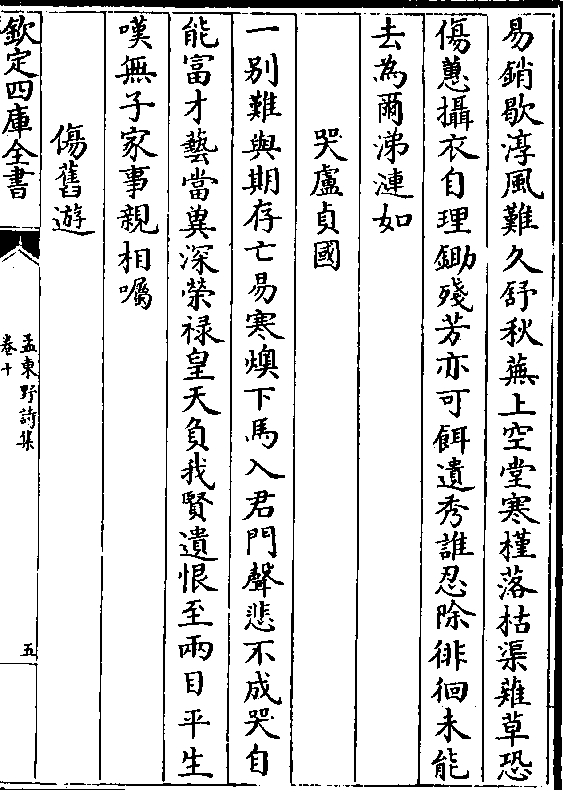 易銷歇淳風難久舒秋蕪上空堂寒槿落枯渠薙草恐
傷蕙攝衣自理鋤殘芳亦可餌遺秀誰忍除徘徊未能
去為爾涕漣如
哭盧貞國
一别難與期存亡易寒燠下馬入君門聲悲不成哭自
能富才藝當冀深榮禄皇天負我賢遺恨至兩目平生
嘆無子家事親相囑
傷舊遊
欽定四庫全書
孟東野詩集
卷十
五